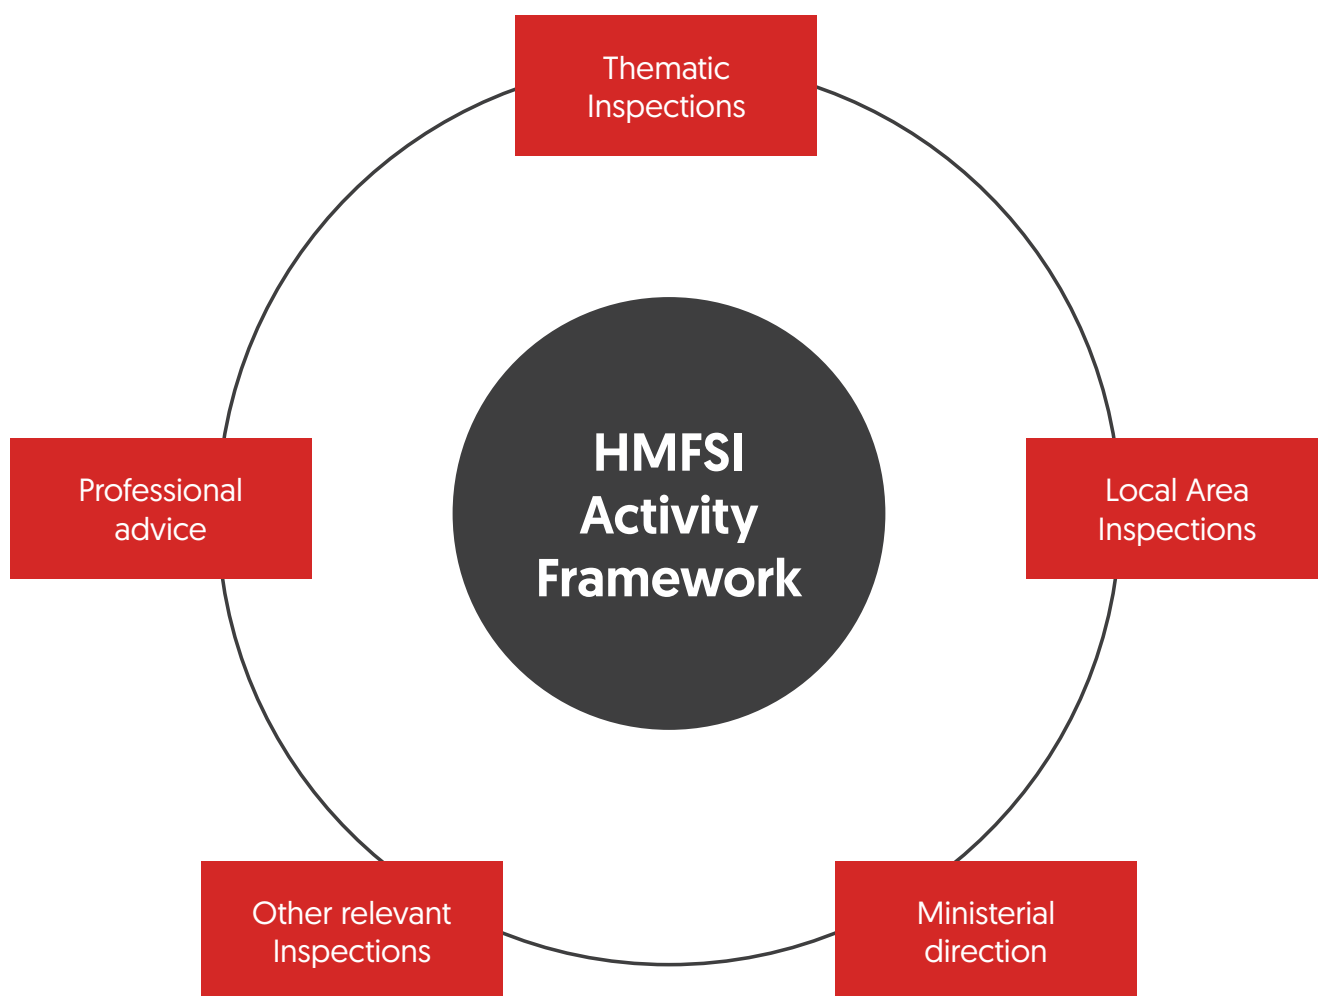 Thematic
Inspections
HMFSI
Activity
Framework
Professional
advice
Local Area
Inspections
Other relevant
Inspections
Ministerial
direction